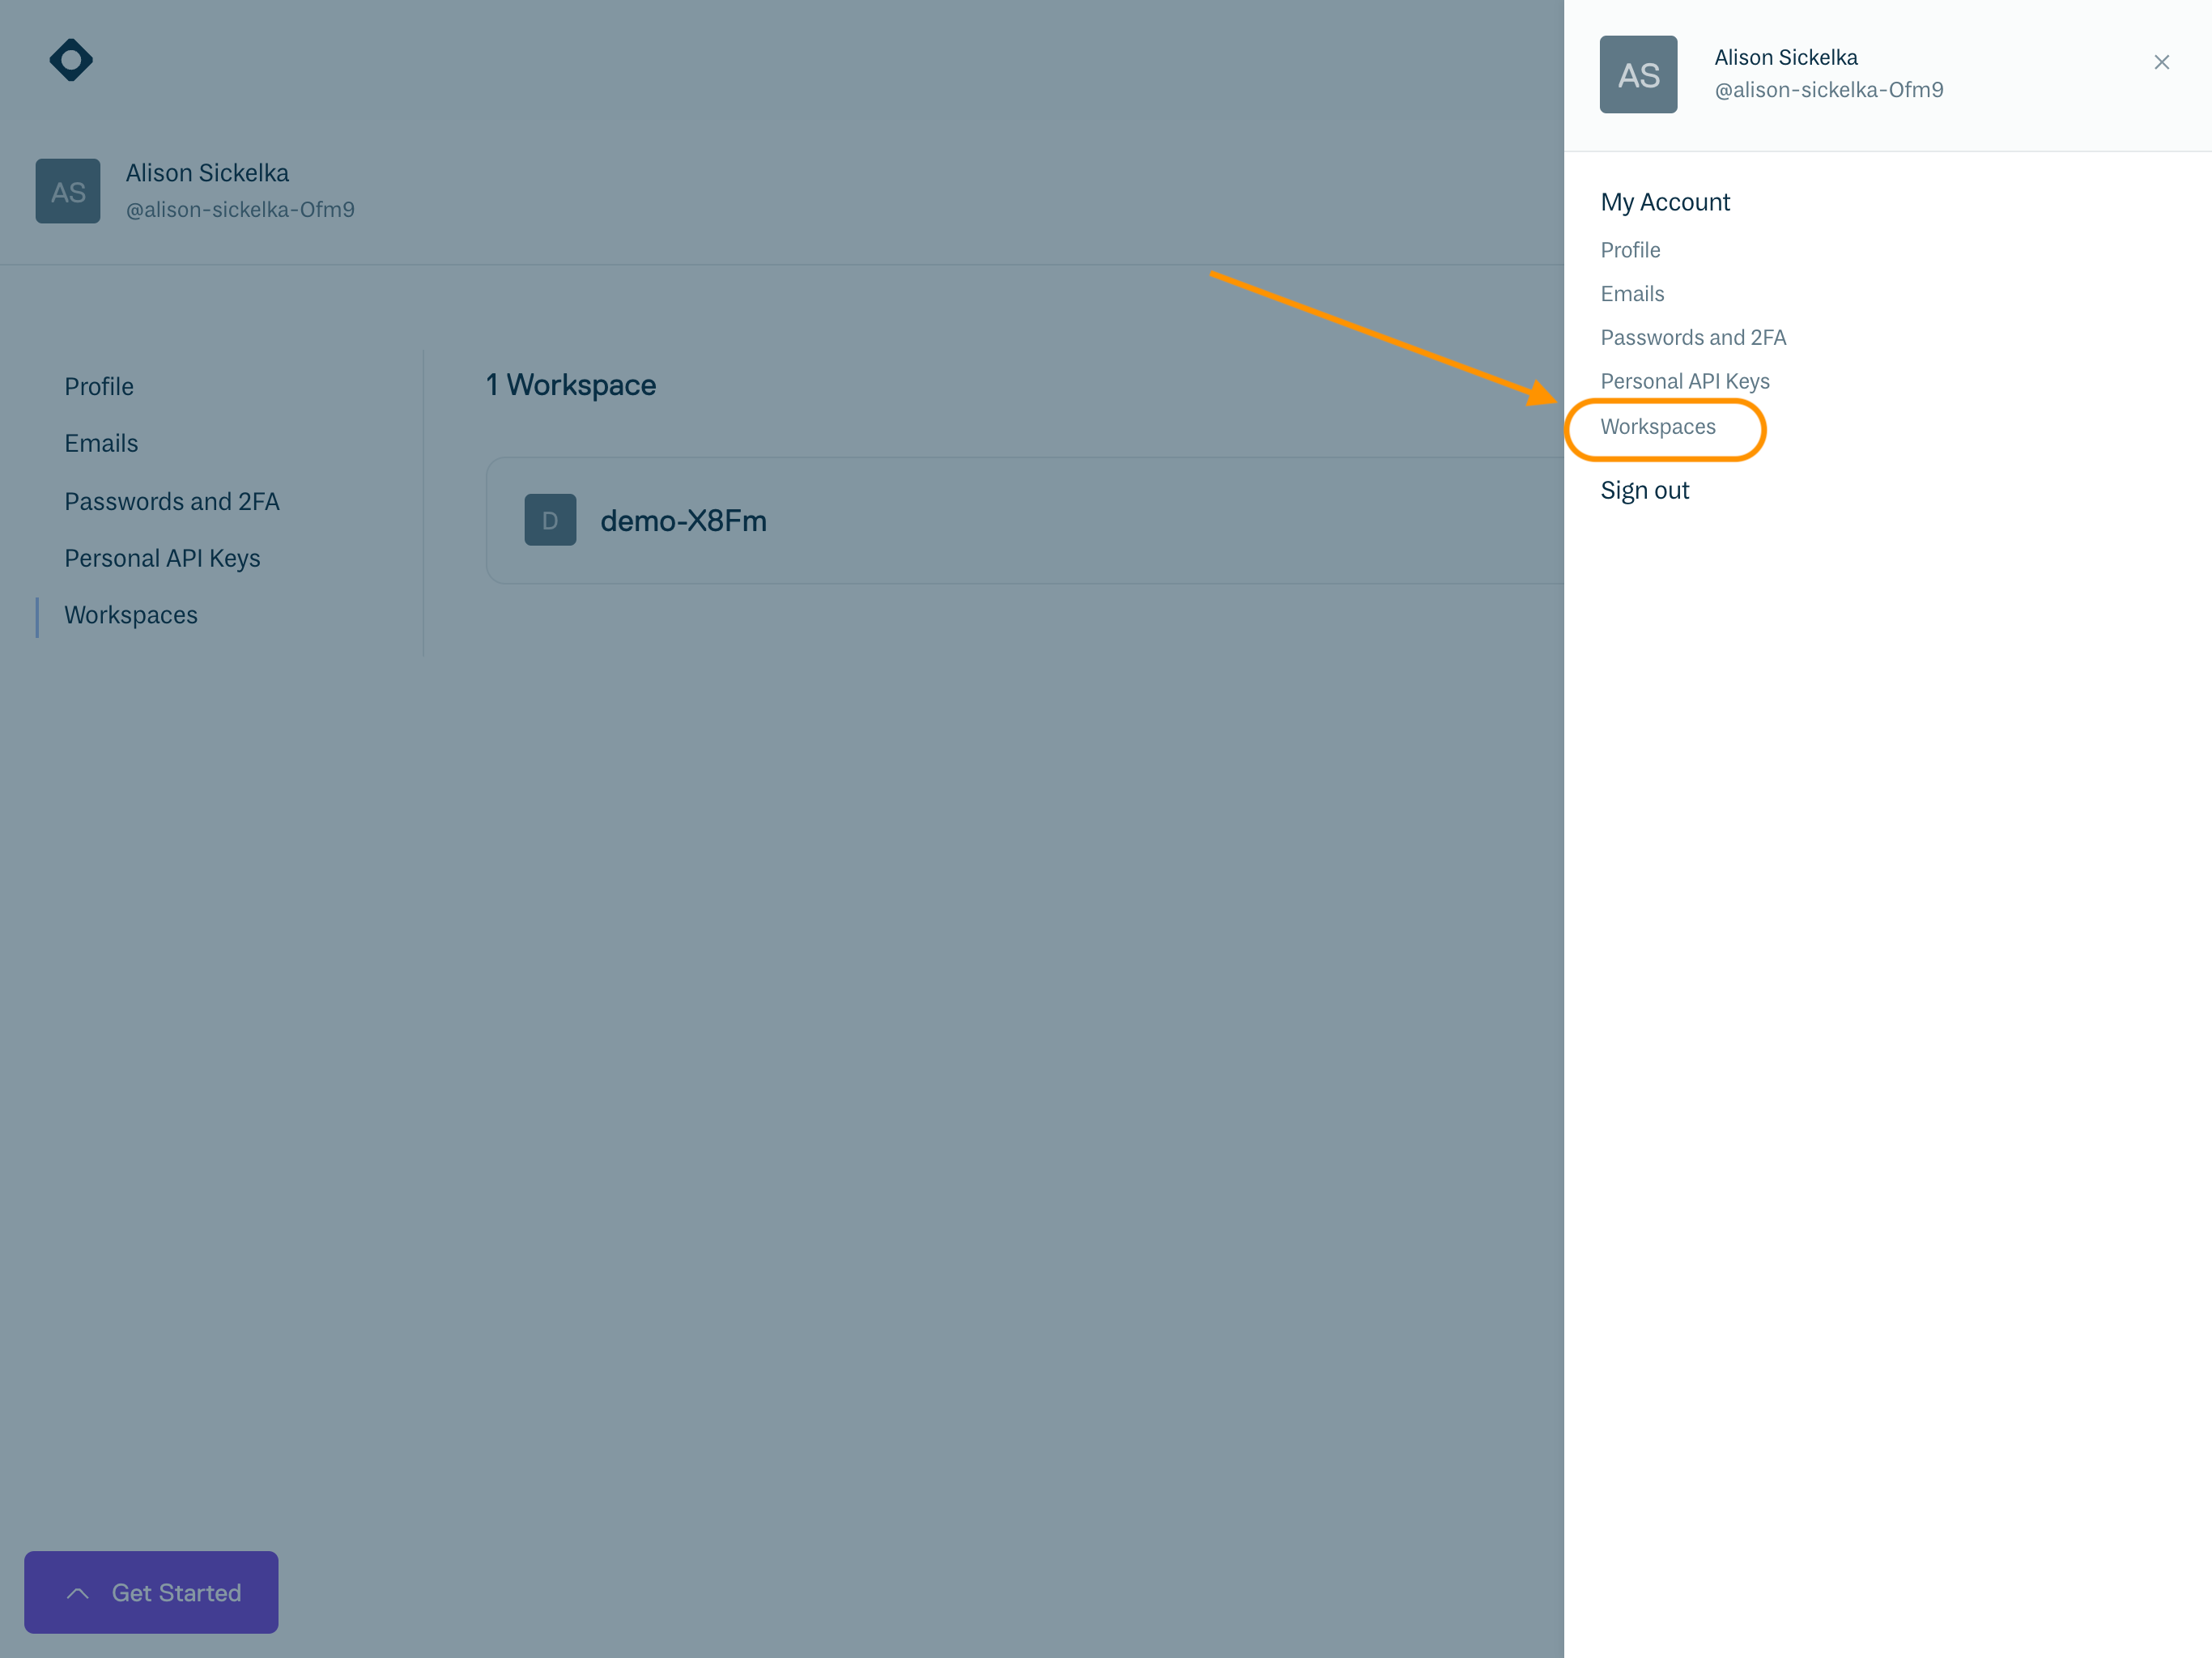 AS
Alison Sickelka
@alison-sickelka-Ofm9
Profile
Emails
Passwords and 2FA
Personal API Keys
Workspaces
1 Workspace
D
demo-X8Fm
Get Started
AS
Alison Sickelka
@alison-sickelka-Ofm9
My Account
Profile
Emails
Passwords and 2FA
Personal API Keys
Workspaces
Sign out